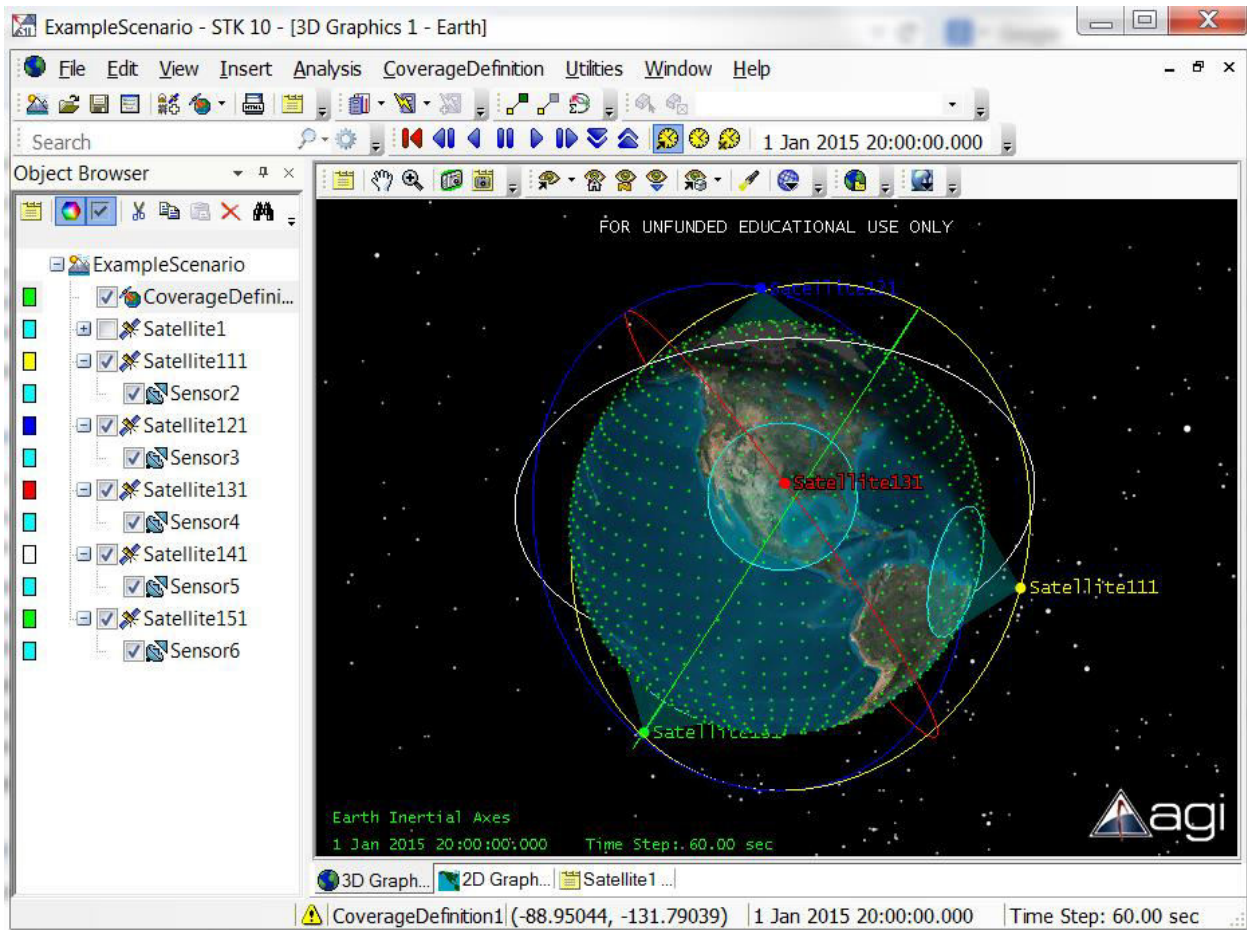 ExampleScenario - STK 10 - [3D Graphics 1 - Earth]
File Edit View Insert Analysis CoverageDefinition Utilities Window Help
Search
1 Jan 2015 20:00:00.000
Object Browser
FOR UNFUNDED EDUCATIONAL USE ONLY
ExampleScenario
CoverageDefini...
Satellite1
Satellite111
Sensor2
Satellite121
Sensor3
Satellite131
Sensor4
Satellite141
Sensor5
Satellite151
Sensor6
Satellite121
Satellite131
Satellite111
Satellite151
Earth Inertial Axes
1 Jan 2015 20:00:00.000 Time Step: 60.00 sec
agi
3D Graph... 2D Graph... Satellite1 ...
CoverageDefinition1 (-88.95044, -131.79039) 1 Jan 2015 20:00:00.000 Time Step: 60.00 sec